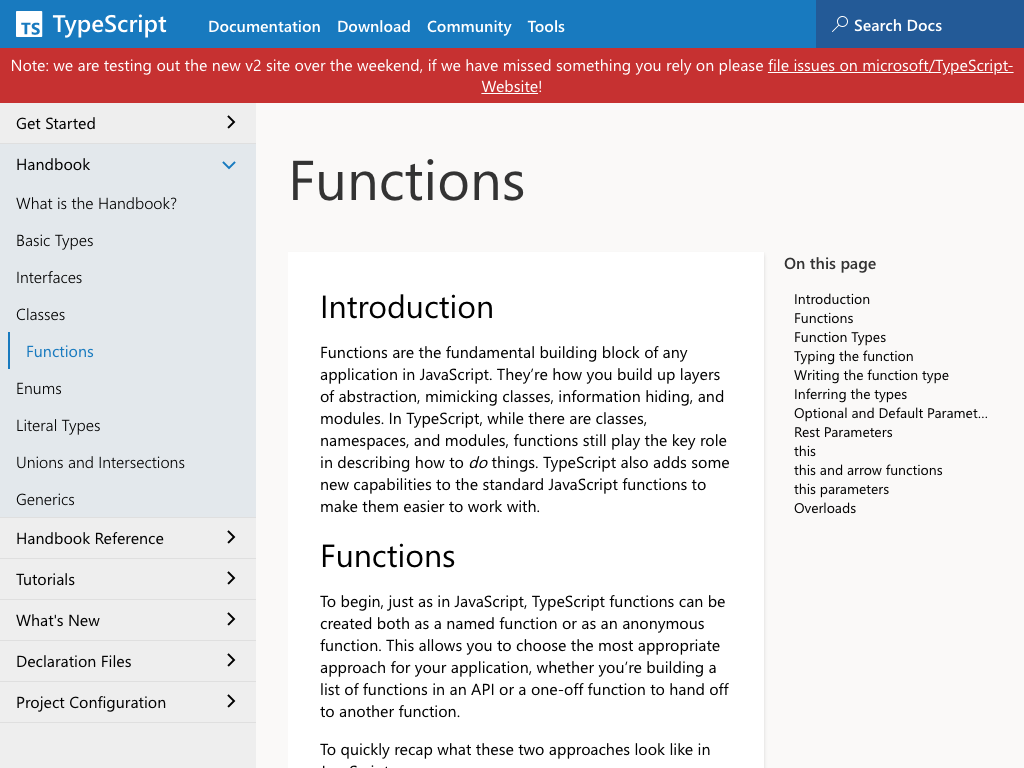 TS TypeScript
Documentation Download Community Tools
Search Docs
Note: we are testing out the new v2 site over the weekend, if we have missed something you rely on please file issues on microsoft/TypeScript-
Website!
Get Started
Handbook
What is the Handbook?
Basic Types
Interfaces
Classes
Functions
Enums
Literal Types
Unions and Intersections
Generics
Handbook Reference
Tutorials
What's New
Declaration Files
Project Configuration
Functions
Introduction
Functions are the fundamental building block of any
application in JavaScript. They’re how you build up layers
of abstraction, mimicking classes, information hiding, and
modules. In TypeScript, while there are classes,
namespaces, and modules, functions still play the key role
in describing how to do things. TypeScript also adds some
new capabilities to the standard JavaScript functions to
make them easier to work with.
Functions
To begin, just as in JavaScript, TypeScript functions can be
created both as a named function or as an anonymous
function. This allows you to choose the most appropriate
approach for your application, whether you’re building a
list of functions in an API or a one-off function to hand off
to another function.
To quickly recap what these two approaches look like in
On this page
Introduction
Functions
Function Types
Typing the function
Writing the function type
Inferring the types
Optional and Default Paramet...
Rest Parameters
this
this and arrow functions
this parameters
Overloads